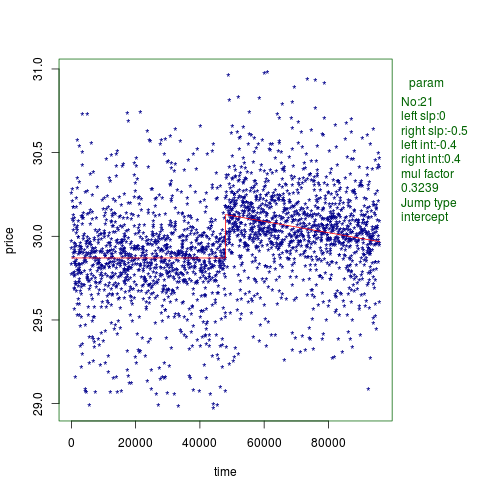 31.0
30.5
30.0
29.5
29.0
price
0
20000
40000
60000
80000
time
param
No:21
left slp:0
right slp:-0.5
left int:-0.4
right int:0.4
mul factor
0.3239
Jump type
intercept